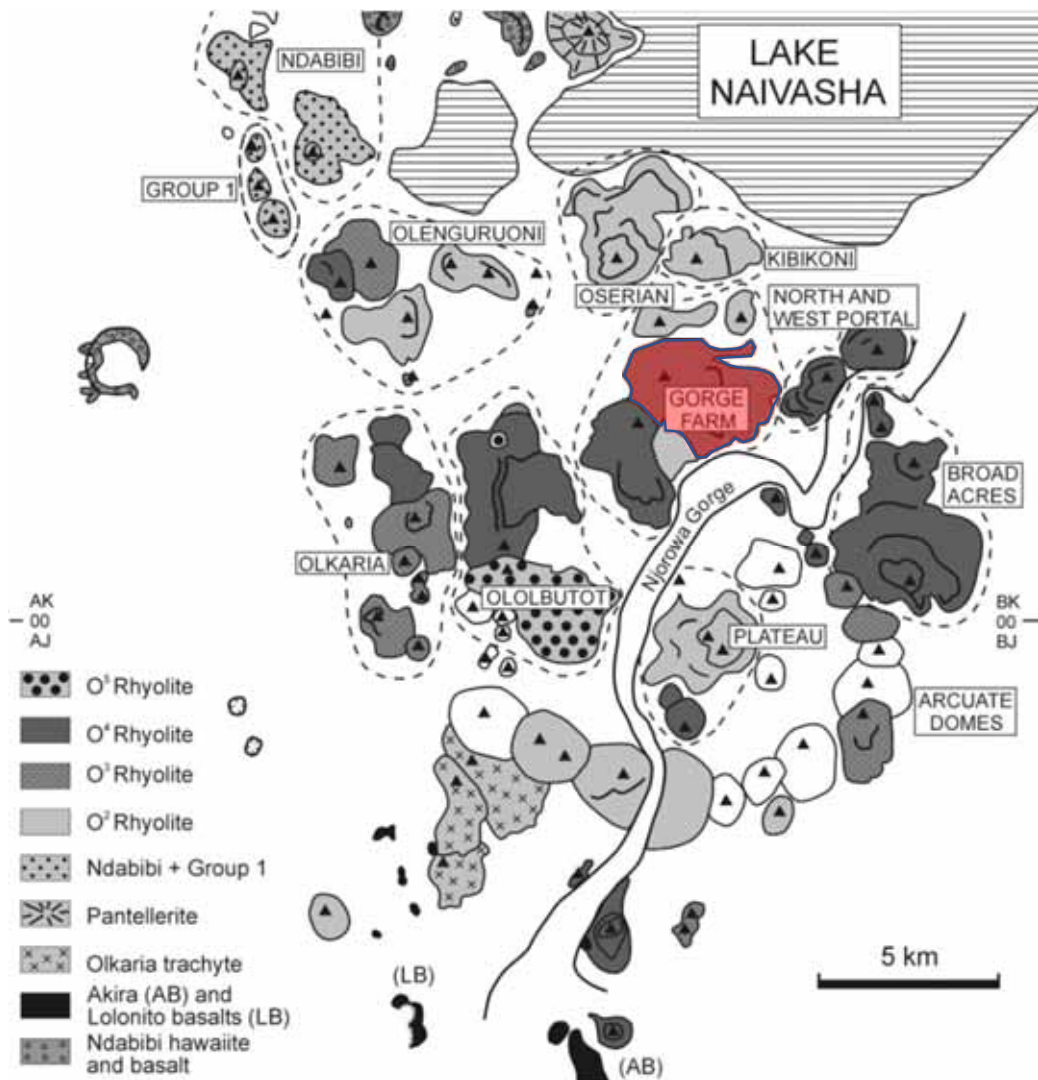 LAKE
NAIVASHA
NDABIBI
GROUP 1
OLENGURUONI
KIBIKONI
OSERIAN
NORTH AND
WEST PORTAL
GORGE
FARM
BROAD
ACRES
Njorowa Gorge
OLKARIA
OLOLBUTOT
AK
00
AJ
BK
00
BJ
PLATEAU
ARCUATE
DOMES
O⁵ Rhyolite
O⁴ Rhyolite
O³ Rhyolite
O² Rhyolite
Ndabibi + Group 1
Pantellerite
Olkaria trachyte
Akira (AB) and
Lolonito basalts (LB)
Ndabibi hawaiite
and basalt
(LB)
(AB)
5 km